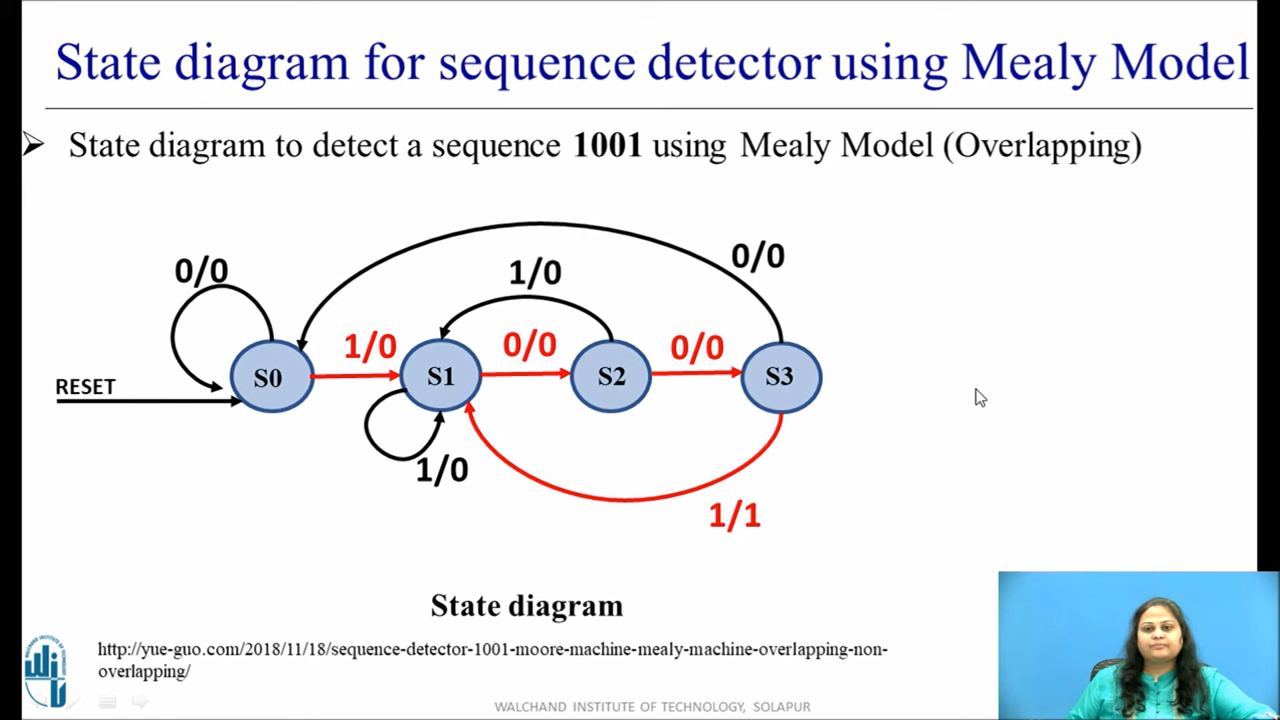 State diagram for sequence detector using Mealy Model
State diagram to detect a sequence 1001 using Mealy Model (Overlapping)
0/0
0/0
1/0
1/0
0/0
0/0
S0
S1
S2
S3
RESET
1/0
1/1
State diagram
http://yue-guo.com/2018/11/18/sequence-detector-1001-moore-machine-mealy-machine-overlapping-non-
overlapping/
WALCHAND INSTITUTE OF TECHNOLOGY, SOLAPUR